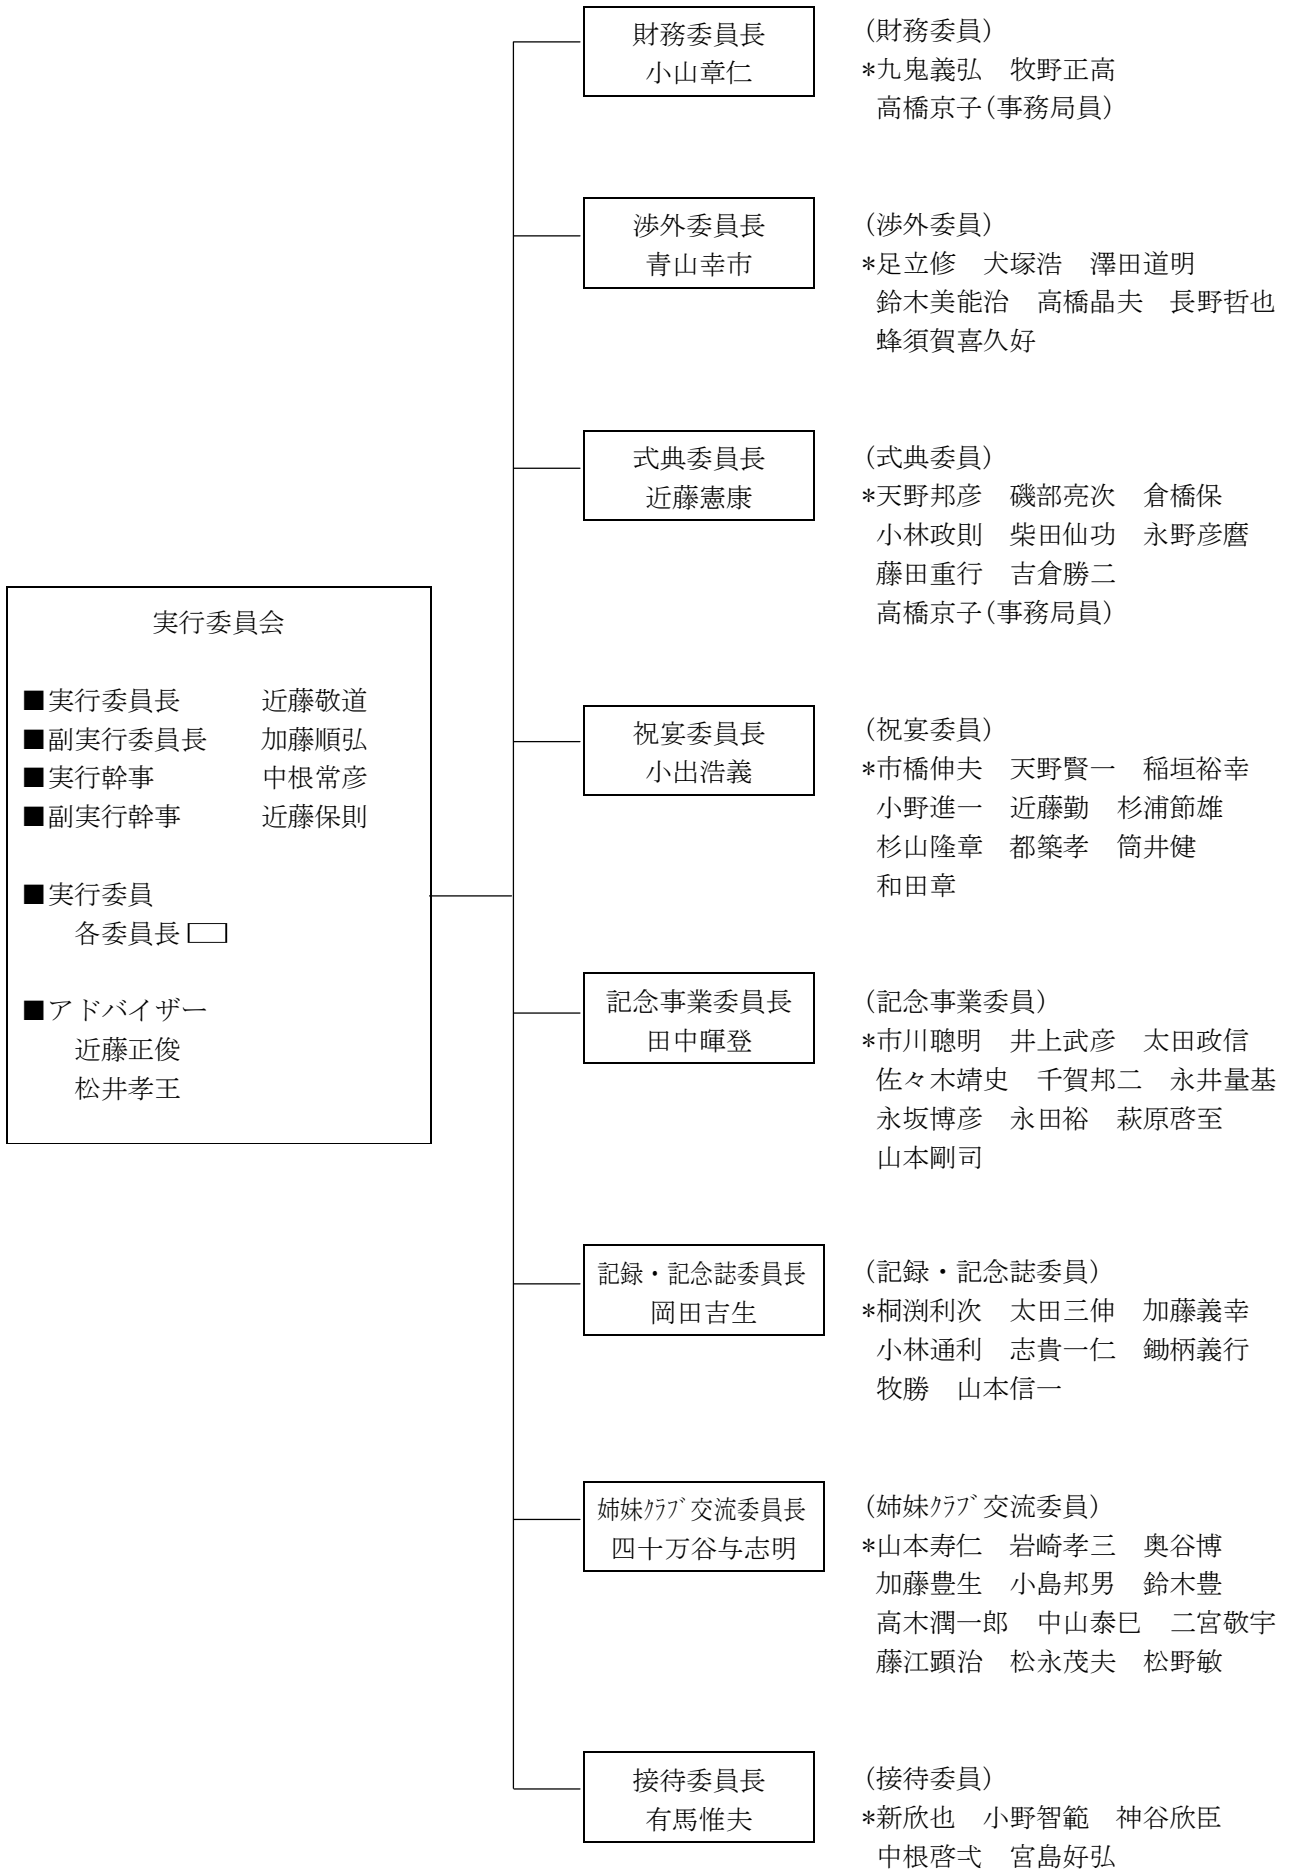 実行委員会
■実行委員長　近藤敬道
■副実行委員長　加藤順弘
■実行幹事　中根常彦
■副実行幹事　近藤保則
■実行委員
各委員長
■アドバイザー
近藤正俊
松井孝王
財務委員長
小山章仁
(財務委員)
*九鬼義弘　牧野正高
高橋京子(事務局員)
渉外委員長
青山幸市
(渉外委員)
*足立修　犬塚浩　澤田道明
鈴木美能治　高橋晶夫　長野哲也
蜂須賀喜久好
式典委員長
近藤憲康
(式典委員)
*天野邦彦　磯部亮次　倉橋保
小林政則　柴田仙功　永野彦麿
藤田重行　吉倉勝二
高橋京子(事務局員)
祝宴委員長
小出浩義
(祝宴委員)
*市橋伸夫　天野賢一　稲垣裕幸
小野進一　近藤勤　杉浦節雄
杉山隆章　都築孝　筒井健
和田章
記念事業委員長
田中暉登
(記念事業委員)
*市川聰明　井上武彦　太田政信
佐々木靖史　千賀邦二　永井量基
永坂博彦　永田裕　萩原啓至
山本剛司
記録・記念誌委員長
岡田吉生
(記録・記念誌委員)
*桐渕利次　太田三伸　加藤義幸
小林通利　志貴一仁　鋤柄義行
牧勝　山本信一
姉妹ｸﾗﾌﾞ交流委員長
四十万谷与志明
(姉妹ｸﾗﾌﾞ交流委員)
*山本寿仁　岩崎孝三　奥谷博
加藤豊生　小島邦男　鈴木豊
高木潤一郎　中山泰巳　二宮敬宇
藤江顕治　松永茂夫　松野敏
接待委員長
有馬惟夫
(接待委員)
*新欣也　小野智範　神谷欣臣
中根啓弌　宮島好弘